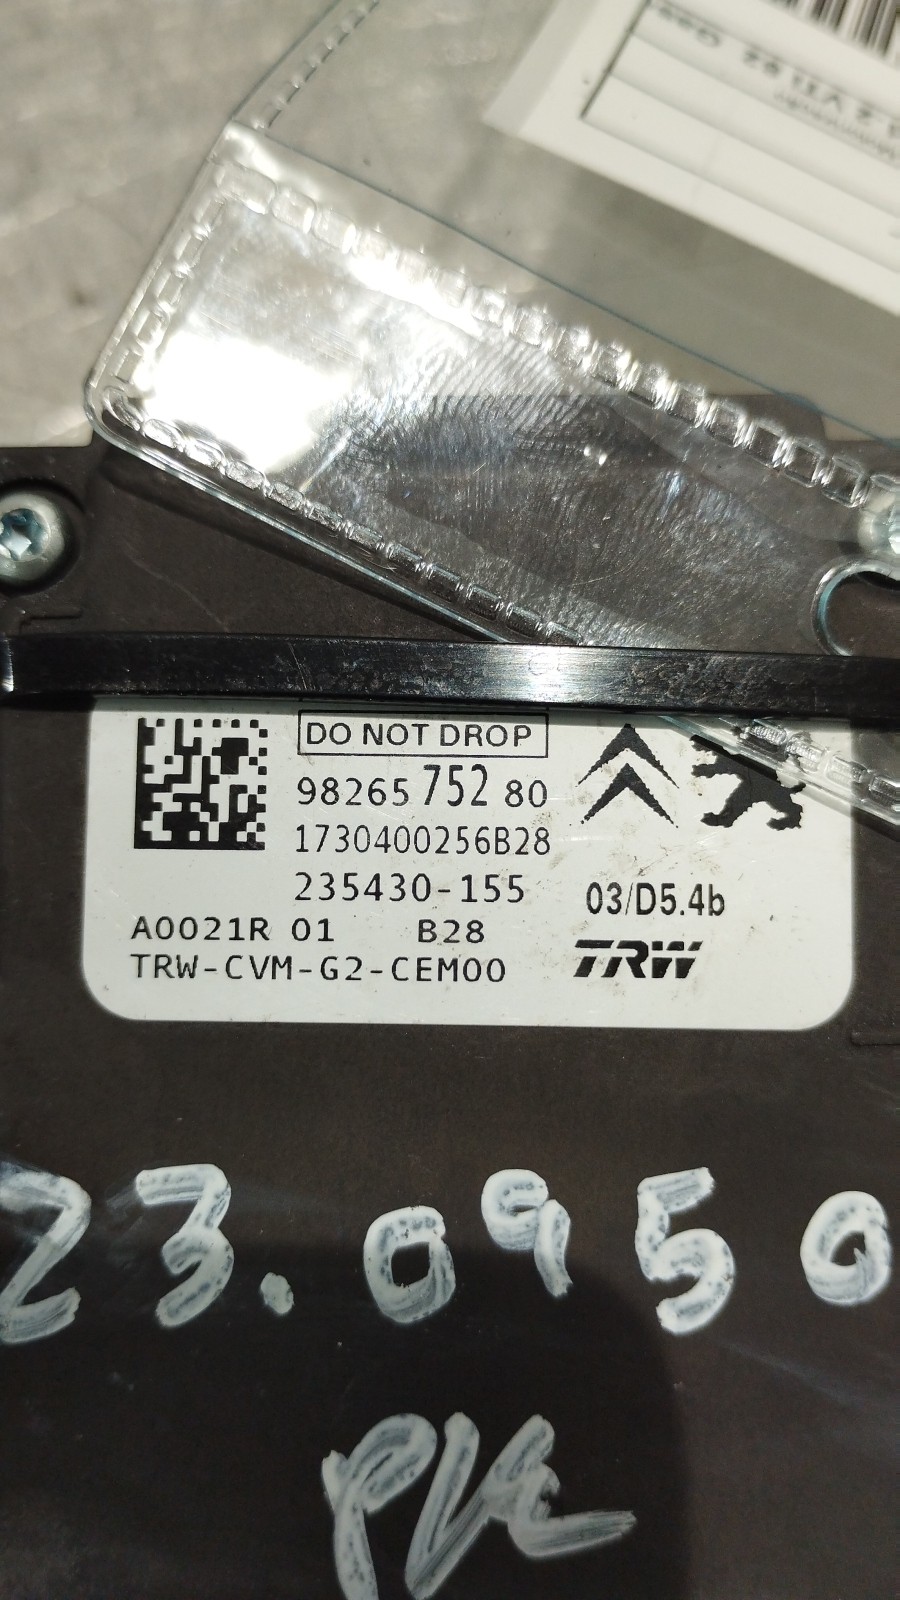 DO NOT DROP
98265 752 80
1730400256B28
235430-155
03/D5.4b
A0021R 01 B28
TRW-CVM-G2-CEM00
TRW
23.0950